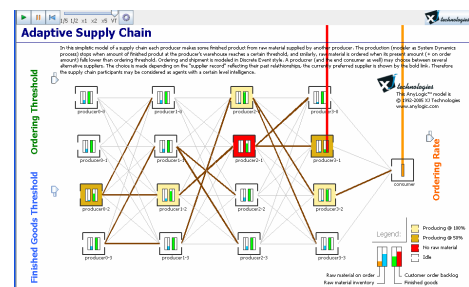 1/5 1/2 x1 x2 x5 VT
technologies
Adaptive Supply Chain
In this simplistic model of a supply chain each producer makes some finished product from raw material supplied by another producer. The production (modeler as System Dynamics
process) stops when amount of finished product at the producer's warehouse reaches a certain threshold, and similarly, raw material is ordered when its present amount (+ on order
amount) falls lower than ordering threshold. Ordering and shipment is modeled in Discrete Event style. A producer (and the end consumer as well) may choose between several
alternative suppliers. The choice is depending on the "supplier record" reflecting their past relationships, the currently preferred supplier is shown by the bold link. Therefore
the supply chain participants may be considered as agents with a certain level intelligence.
technologies
This AnyLogic™ model is
© 1992-2005 XJ Technologies
www.anylogic.com
Ordering Threshold
Finished Goods Threshold
Ordering Rate
producer0-0
producer1-0
producer2-0
producer3-0
producer0-1
producer1-1
producer2-1
producer3-1
consumer
producer0-2
producer1-2
producer2-2
producer3-2
producer0-3
producer1-3
producer2-3
producer3-3
Legend:
Producing @ 100%
Producing @ 50%
No raw material
Idle
Raw material on order
Raw material inventory
Customer order backlog
Finished goods